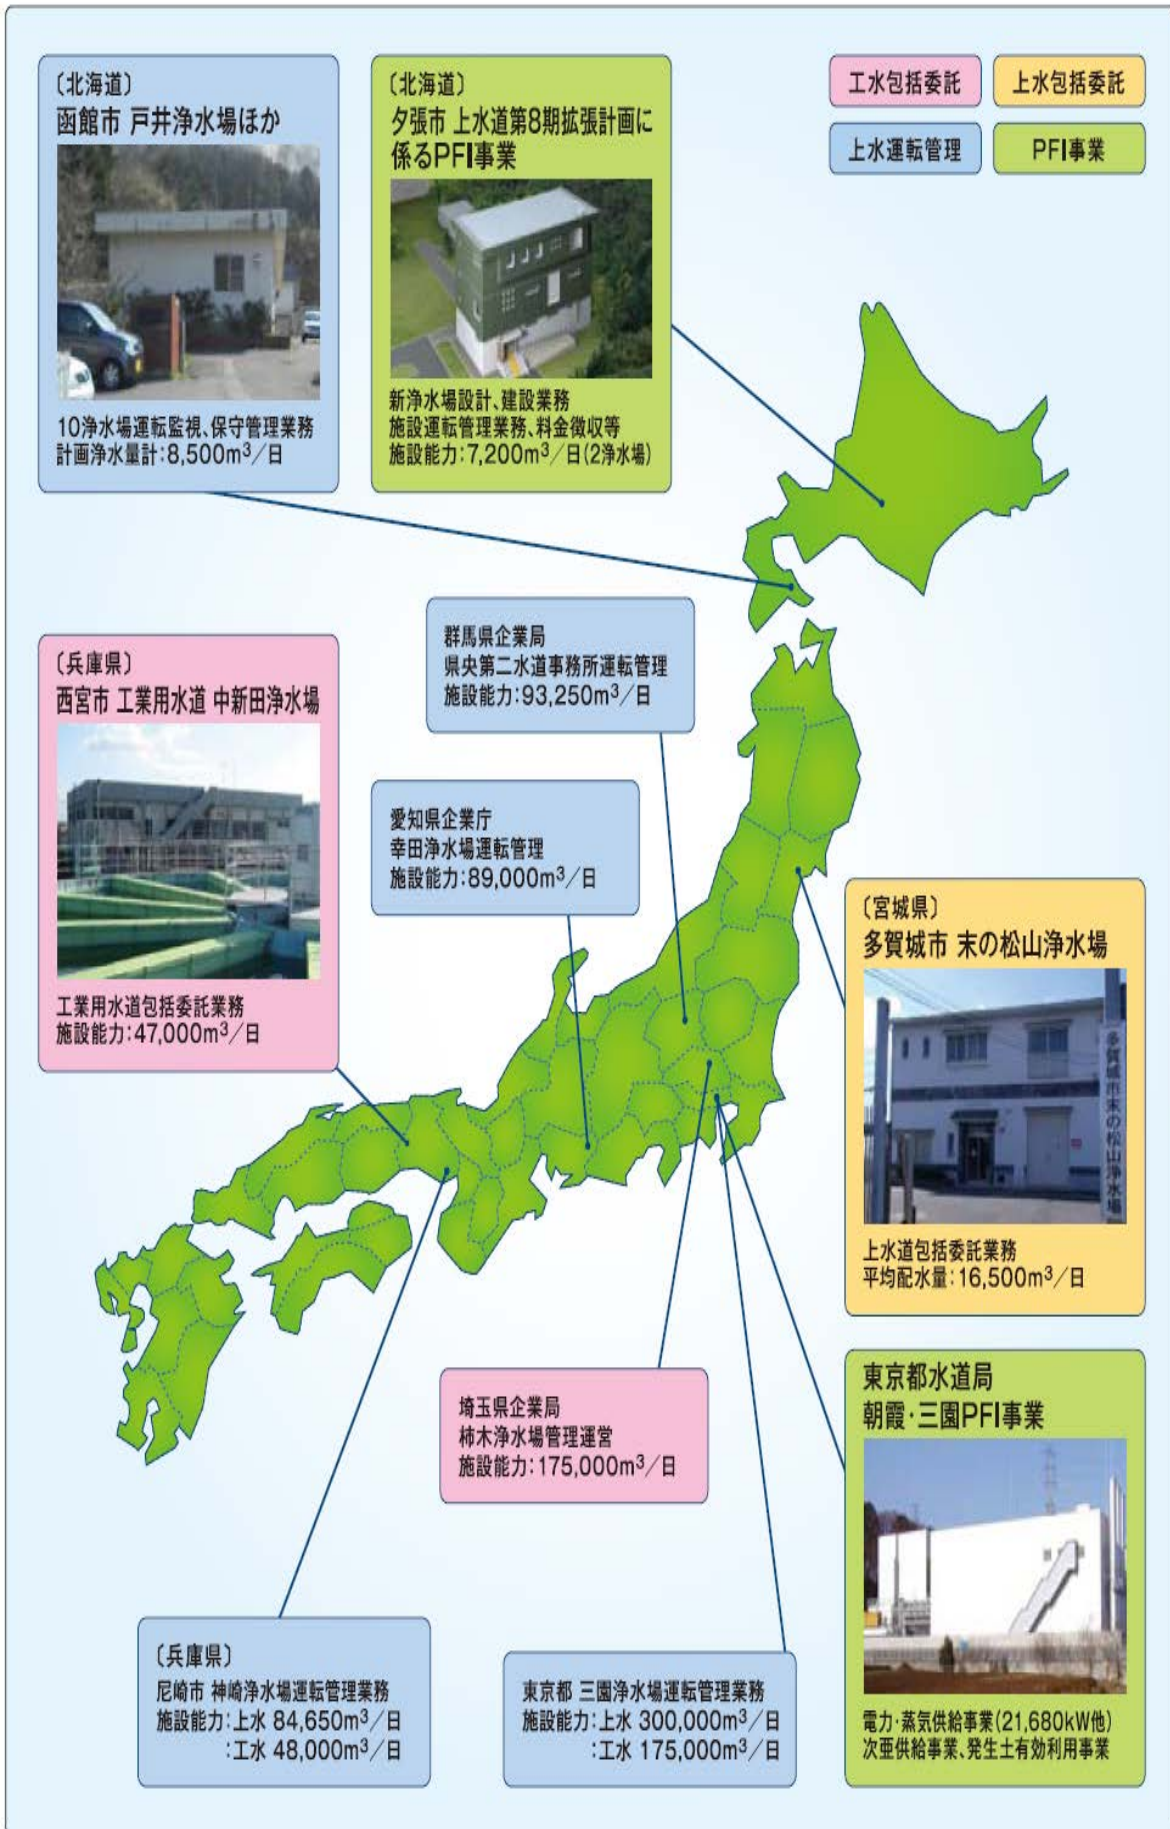 〔北海道〕
函館市 戸井浄水場ほか
10浄水場運転監視、保守管理業務
計画浄水量計：8,500m³／日
〔北海道〕
夕張市 上水道第8期拡張計画に
係るPFI事業
新浄水場設計、建設業務
施設運転管理業務、料金徴収等
施設能力：7,200m³／日（2浄水場）
工水包括委託
上水包括委託
上水運転管理
PFI事業
群馬県企業局
県央第二水道事務所運転管理
施設能力：93,250m³／日
〔兵庫県〕
西宮市 工業用水道 中新田浄水場
工業用水道包括委託業務
施設能力：47,000m³／日
愛知県企業庁
幸田浄水場運転管理
施設能力：89,000m³／日
〔宮城県〕
多賀城市 末の松山浄水場
多賀城市末の松山浄水場
上水道包括委託業務
平均配水量：16,500m³／日
東京都水道局
朝霞・三園PFI事業
電力・蒸気供給事業（21,680kW他）
次亜供給事業、発生土有効利用事業
埼玉県企業局
柿木浄水場管理運営
施設能力：175,000m³／日
〔兵庫県〕
尼崎市 神崎浄水場運転管理業務
施設能力：上水 84,650m³／日
：工水 48,000m³／日
東京都 三園浄水場運転管理業務
施設能力：上水 300,000m³／日
：工水 175,000m³／日